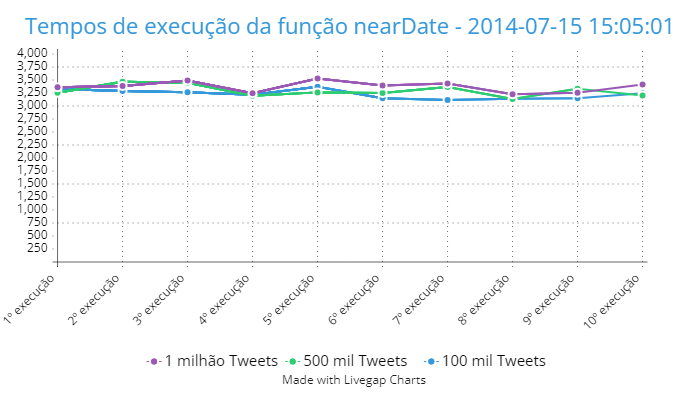 Tempos de execução da função nearDate - 2014-07-15 15:05:01
4,000
3,750
3,500
3,250
3,000
2,750
2,500
2,250
2,000
1,750
1,500
1,250
1,000
750
500
250
1º execução
2º execução
3º execução
4º execução
5º execução
6º execução
7º execução
8º execução
9º execução
10º execução
1 milhão Tweets 500 mil Tweets 100 mil Tweets
Made with Livegap Charts